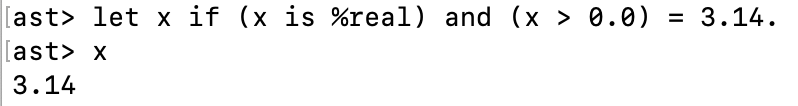 [ast> let x if (x is %real) and (x > 0.0) = 3.14.
[ast> x
3.14